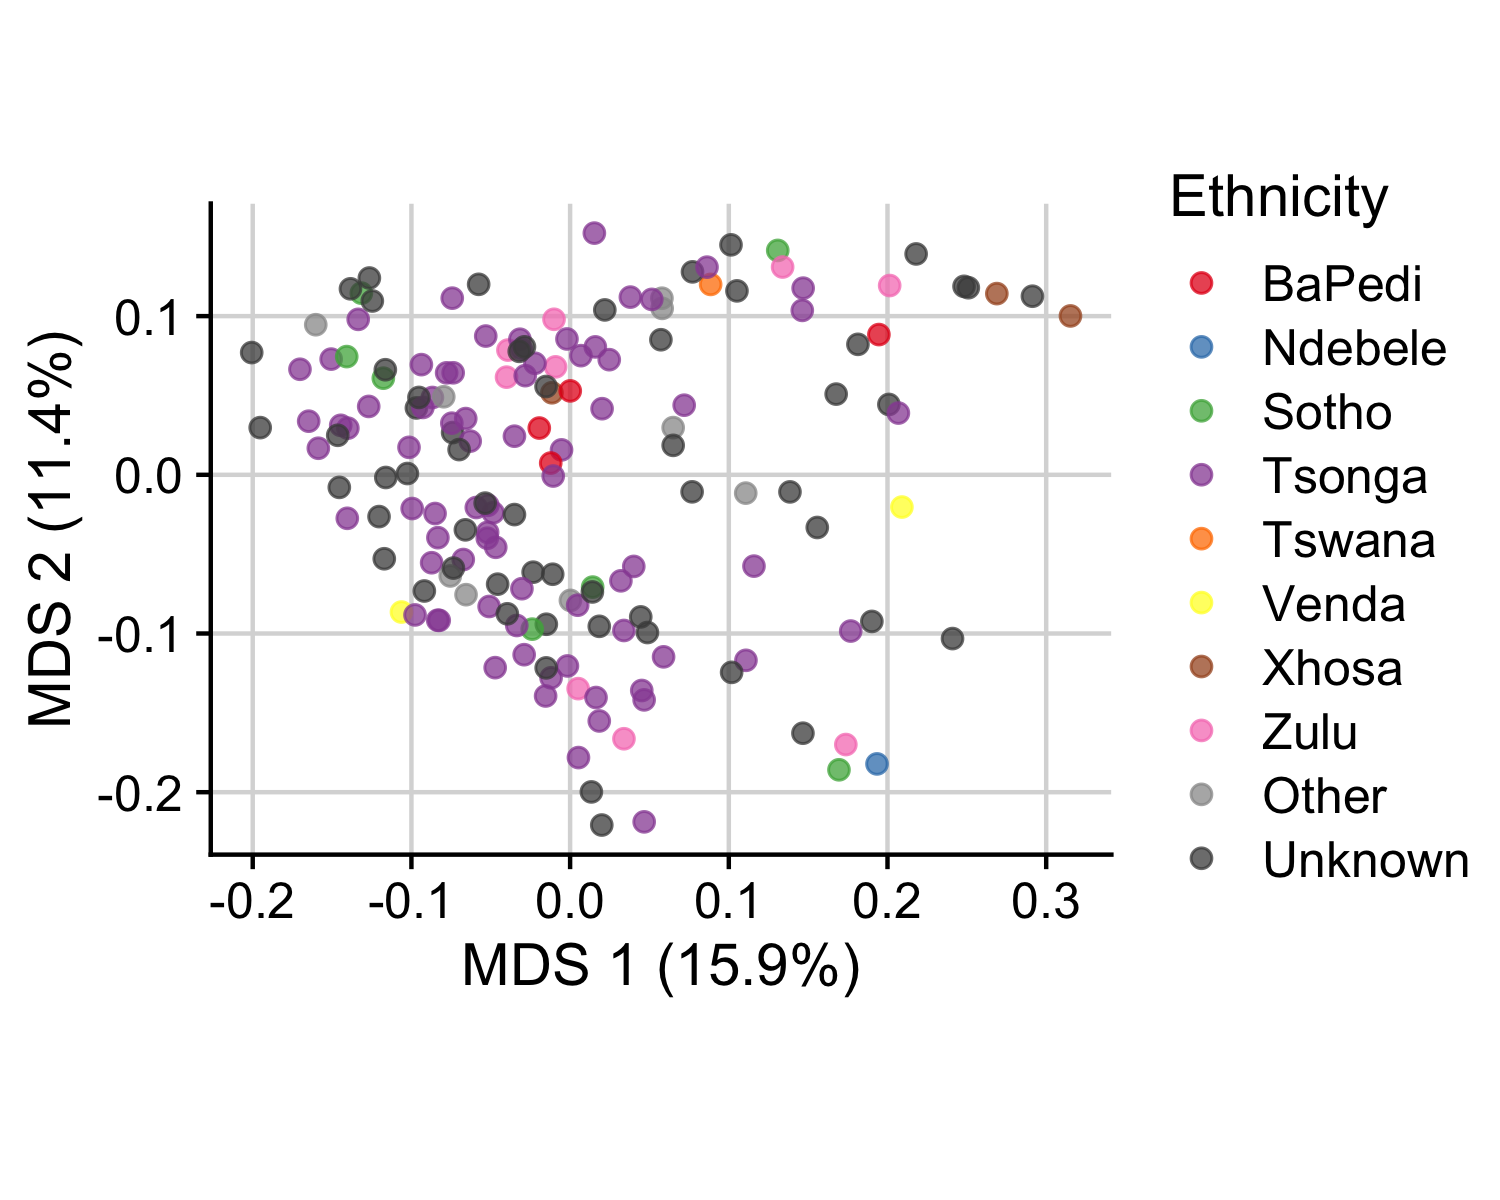 Ethnicity
BaPedi
Ndebele
Sotho
Tsonga
Tswana
Venda
Xhosa
Zulu
Other
Unknown
MDS 2 (11.4%)
0.1
0.0
-0.1
-0.2
-0.2 -0.1 0.0 0.1 0.2 0.3
MDS 1 (15.9%)